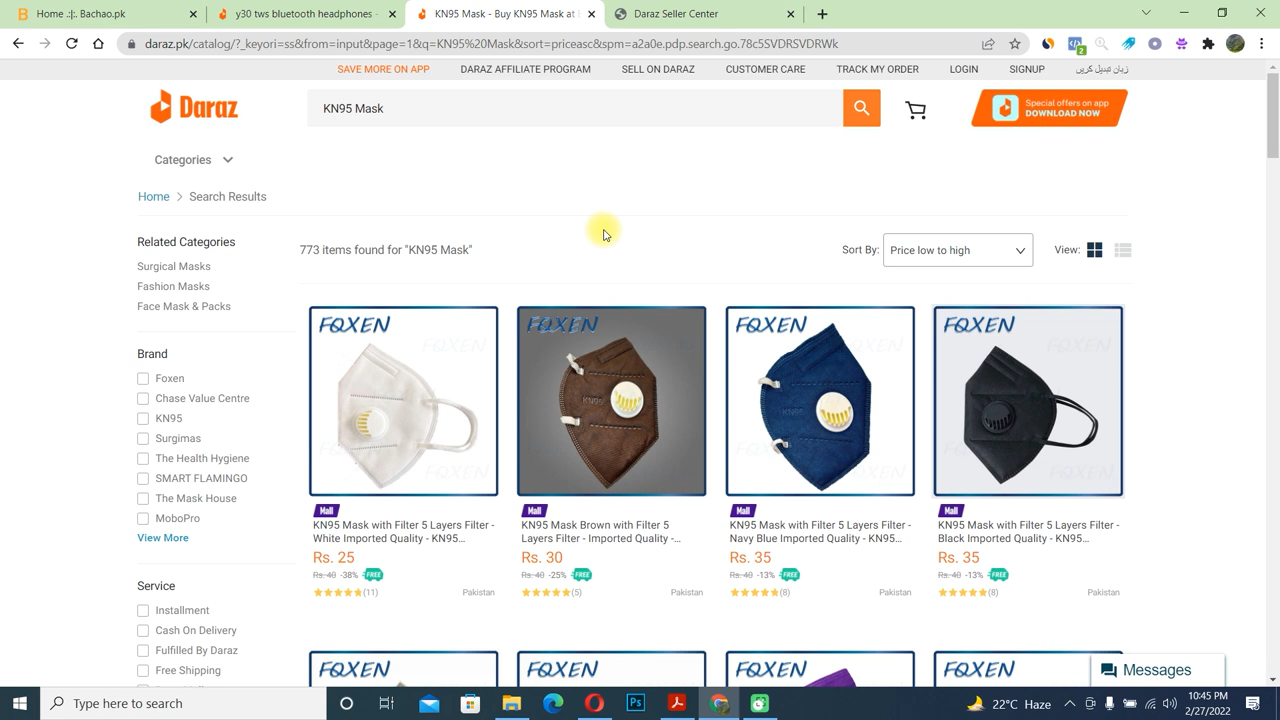 Home .:|:. Bachao.pk
y30 tws bluetooth headphones -
KN95 Mask - Buy KN95 Mask at
Daraz Seller Center
daraz.pk/catalog/?_keyori=ss&from=input&page=1&q=KN95%20Mask&sort=priceasc&spm=a2a0e.pdp.search.go.78c5SVDRSVDRWk
SAVE MORE ON APP
DARAZ AFFILIATE PROGRAM
SELL ON DARAZ
CUSTOMER CARE
TRACK MY ORDER
LOGIN
SIGNUP
زبان تبدیل کریں
Daraz
KN95 Mask
Special offers on app
DOWNLOAD NOW
Categories
Home
Search Results
Related Categories
Surgical Masks
Fashion Masks
Face Mask & Packs
773 items found for "KN95 Mask"
Sort By:
Price low to high
View:
Brand
Foxen
Chase Value Centre
KN95
Surgimas
The Health Hygiene
SMART FLAMINGO
The Mask House
MoboPro
View More
Service
Installment
Cash On Delivery
Fulfilled By Daraz
Free Shipping
FOXEN
FOXEN
FOXEN
Mall
KN95 Mask with Filter 5 Layers Filter -
White Imported Quality - KN95...
Rs. 25
Rs. 40 -38% FREE
(11)
Pakistan
FOXEN
KN95
Mall
KN95 Mask Brown with Filter 5
Layers Filter - Imported Quality -...
Rs. 30
Rs. 40 -25% FREE
(5)
Pakistan
FOXEN
KN95
Mall
KN95 Mask with Filter 5 Layers Filter -
Navy Blue Imported Quality - KN95...
Rs. 35
Rs. 40 -13% FREE
(8)
Pakistan
FOXEN
FOXEN
FOXEN
Mall
KN95 Mask with Filter 5 Layers Filter -
Black Imported Quality - KN95...
Rs. 35
Rs. 40 -13% FREE
(8)
Pakistan
FOXEN
FOXEN
FOXEN
FOXEN
Messages
Type here to search
22°C Haze
10:45 PM
2/27/2022